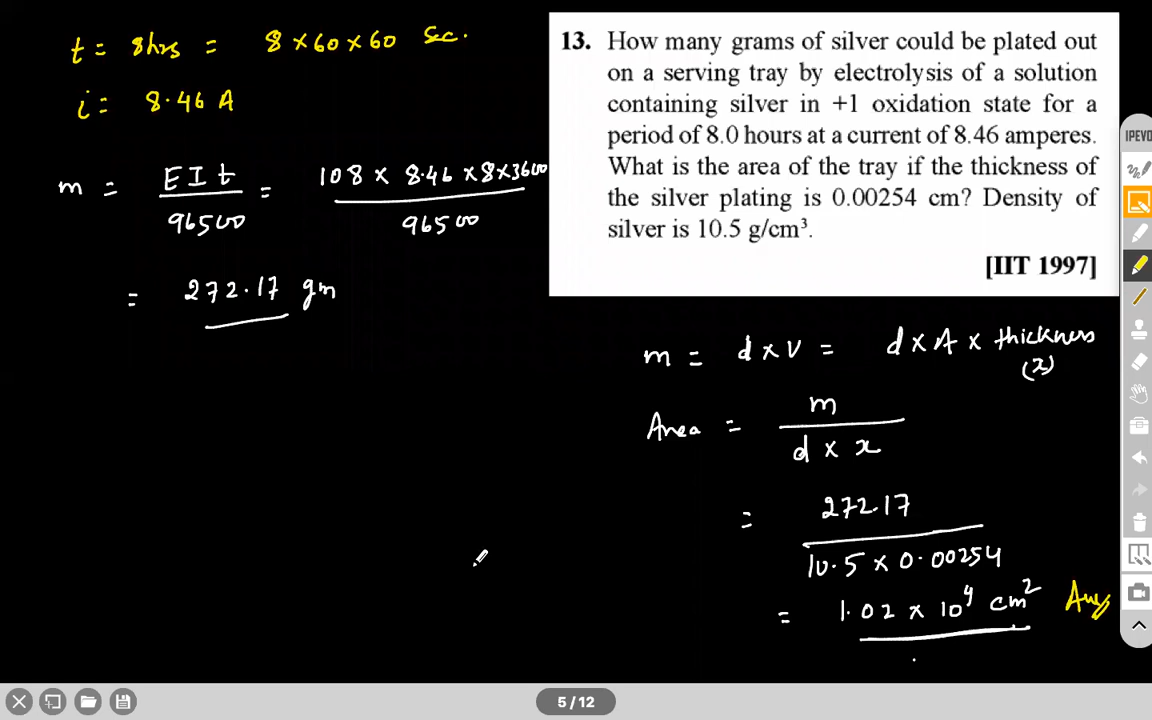 t = 8hrs = 8 × 60 × 60 Sec.
i = 8.46 A
m = EIt / 96500 = 108 × 8.46 × 8 × 3600 / 96500
= 272.17 gm
13. How many grams of silver could be plated out
on a serving tray by electrolysis of a solution
containing silver in +1 oxidation state for a
period of 8.0 hours at a current of 8.46 amperes.
What is the area of the tray if the thickness of
the silver plating is 0.00254 cm? Density of
silver is 10.5 g/cm³.
[IIT 1997]
m = d × V = d × A × thickness
(x)
Area = m / d × x
= 272.17 / 10.5 × 0.00254
= 1.02 × 10⁴ cm² Ans
IPEVO
5 / 12